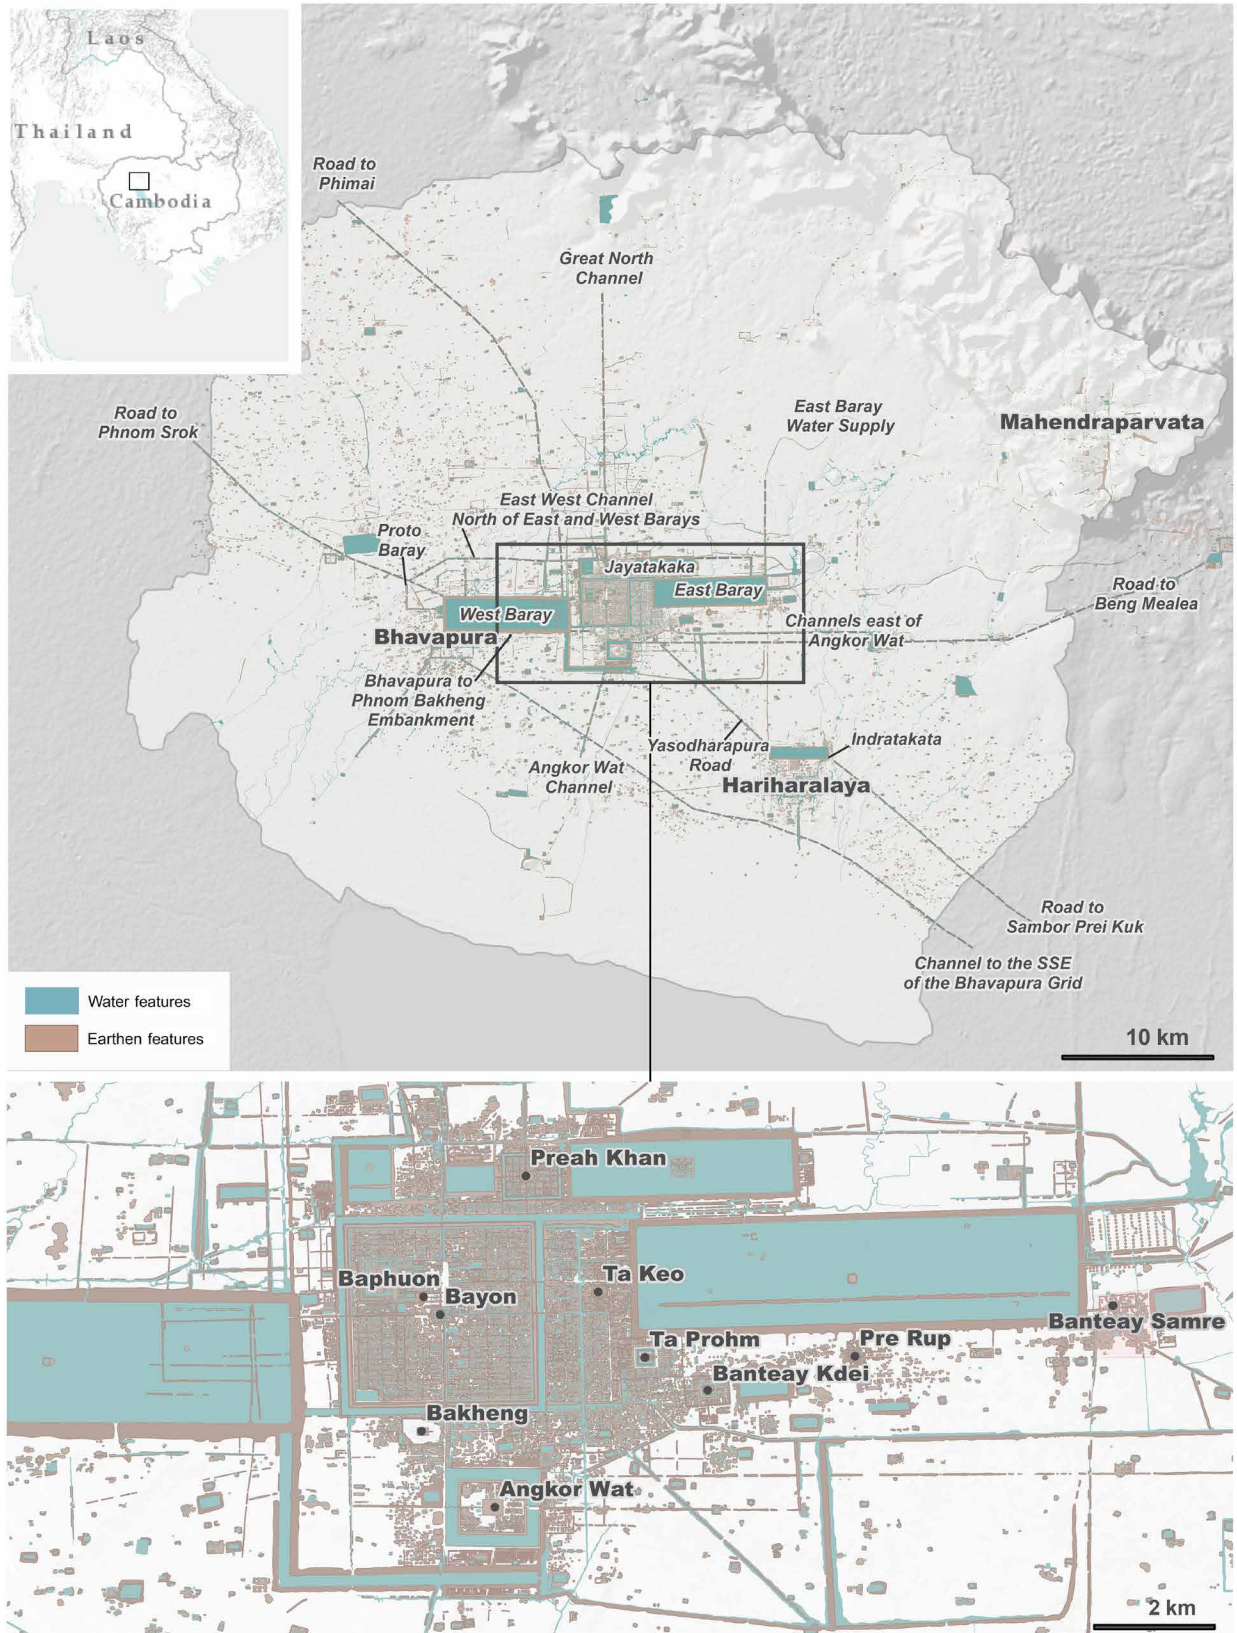 Laos
Thailand
Cambodia
Road to
Phimai
Great North
Channel
Road to
Phnom Srok
East Baray
Water Supply
Mahendraparvata
East West Channel
North of East and West Barays
Proto
Baray
Jayatakaka
East Baray
West Baray
Road to
Beng Mealea
Channels east of
Angkor Wat
Bhavapura
Bhavapura to
Phnom Bakheng
Embankment
Yasodharapura
Road
Indratakata
Angkor Wat
Channel
Hariharalaya
Road to
Sambor Prei Kuk
Channel to the SSE
of the Bhavapura Grid
Water features
Earthen features
10 km
Preah Khan
Baphuon
Ta Keo
Bayon
Banteay Samre
Ta Prohm
Pre Rup
Banteay Kdei
Bakheng
Angkor Wat
2 km